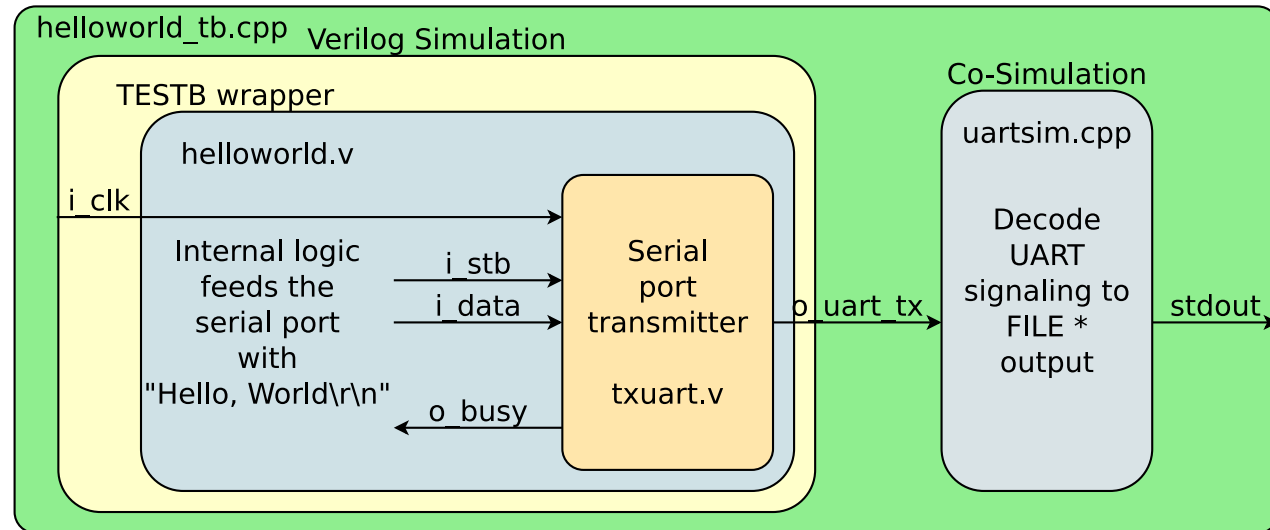 helloworld_tb.cpp
Verilog Simulation
Co-Simulation
TESTB wrapper
uartsim.cpp
helloworld.v
i_clk
Internal logic
feeds the
serial port
with
"Hello, World\r\n"
i_stb
i_data
o_busy
Serial
port
transmitter
txuart.v
o_uart_tx
Decode
UART
signaling to
FILE *
output
stdout